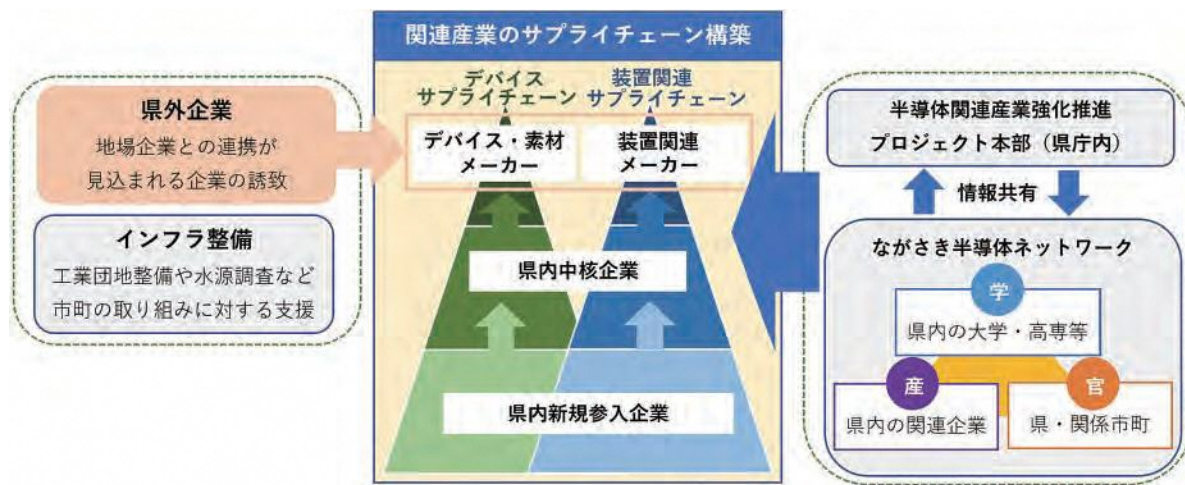 関連産業のサプライチェーン構築
県外企業
地場企業との連携が
見込まれる企業の誘致
インフラ整備
工業団地整備や水源調査など
市町の取り組みに対する支援
デバイス
サプライチェーン
装置関連
サプライチェーン
デバイス・素材
メーカー
装置関連
メーカー
県内中核企業
県内新規参入企業
半導体関連産業強化推進
プロジェクト本部（県庁内）
情報共有
ながさき半導体ネットワーク
学
県内の大学・高専等
産
県内の関連企業
官
県・関係市町